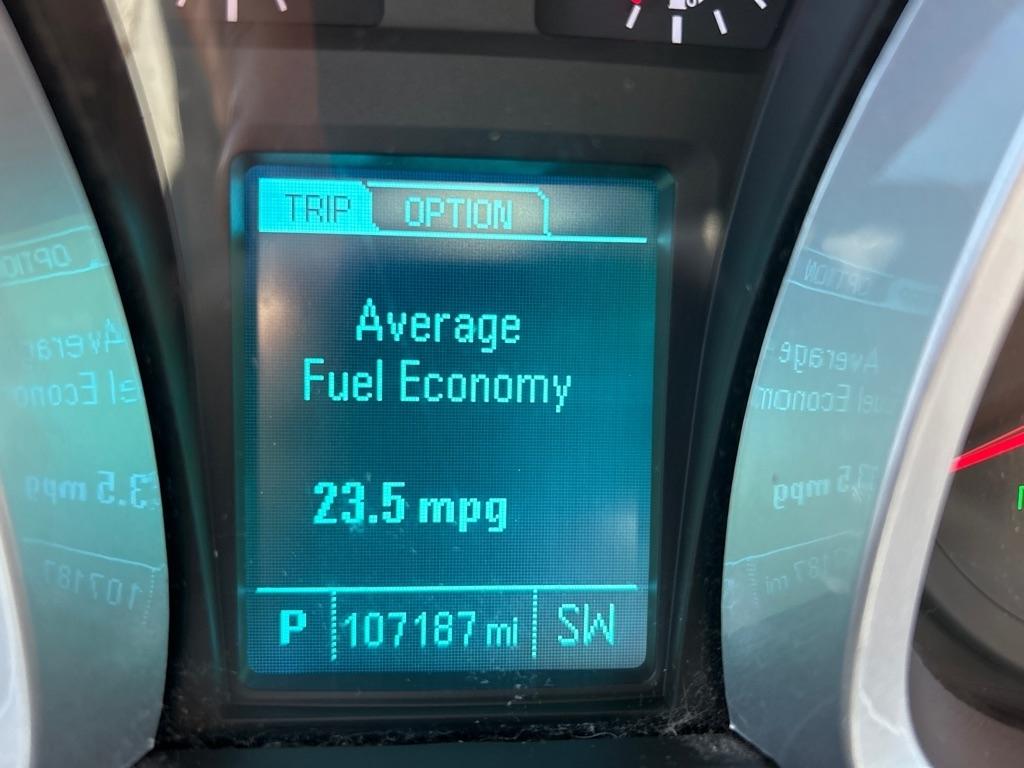 TRIP OPTION
Average
Fuel Economy
23.5 mpg
P 107187 mi SW